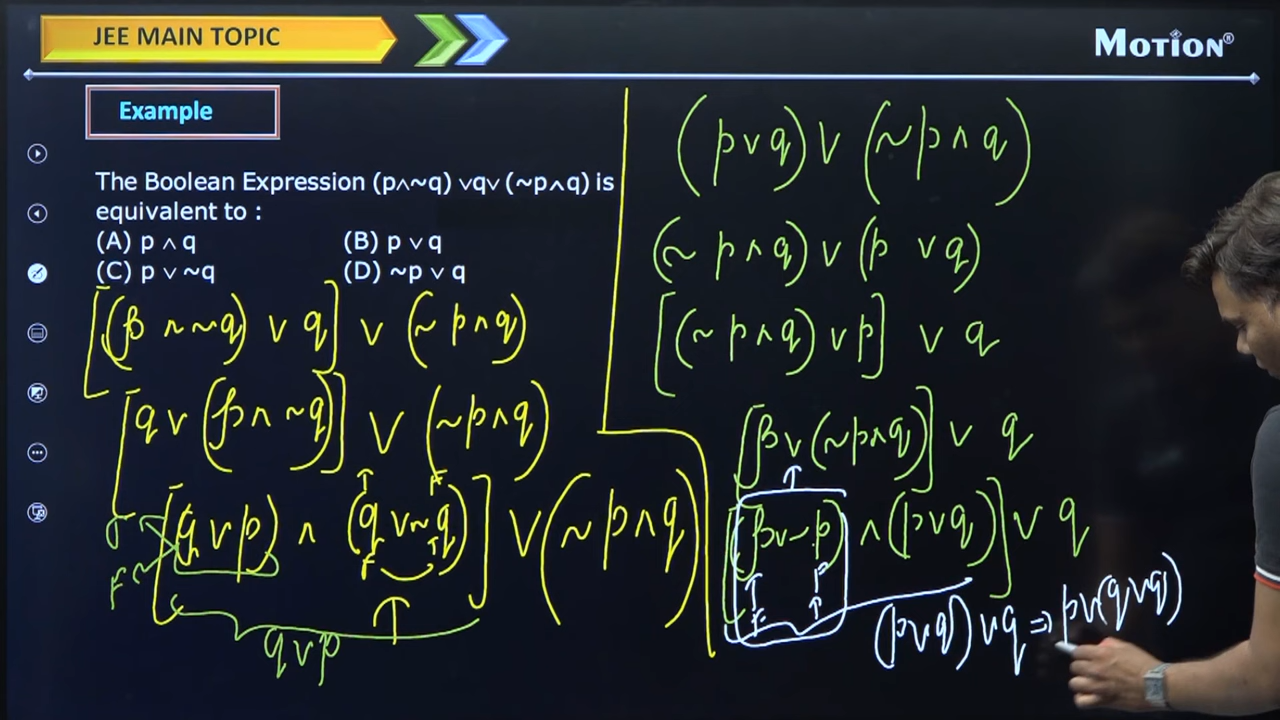 JEE MAIN TOPIC
MOTION®
Example
The Boolean Expression (p∧~q) ∨q∨ (~p∧q) is
equivalent to :
(A) p ∧ q
(B) p ∨ q
(C) p ∨ ~q
(D) ~p ∨ q
[(p ∧ ~q) ∨ q] ∨ (~p∧q)
[q ∨ (p∧ ~q)] ∨ (~p∧q)
[(q ∨ p) ∧ (q ∨ ~q)] ∨ (~p∧q)
F
F
F
q∨p
(p∨q) ∨ (~p∧q)
(~p∧q) ∨ (p ∨q)
[(~p∧q) ∨p] ∨ q
[p∨(~p∧q)] ∨ q
[(p∨~p) ∧(p∨q)] ∨ q
(p∨q) ∨q ⇒ p∨(q∨q)